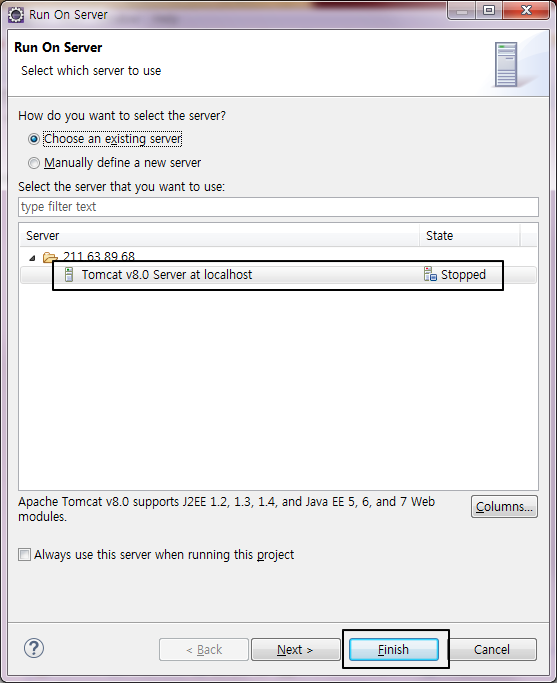 Run On Server
Run On Server
Select which server to use
How do you want to select the server?
Choose an existing server
Manually define a new server
Select the server that you want to use:
type filter text
Server State
211.63.89.68
Tomcat v8.0 Server at localhost Stopped
Apache Tomcat v8.0 supports J2EE 1.2, 1.3, 1.4, and Java EE 5, 6, and 7 Web
modules.
Columns...
Always use this server when running this project
? < Back Next > Finish Cancel